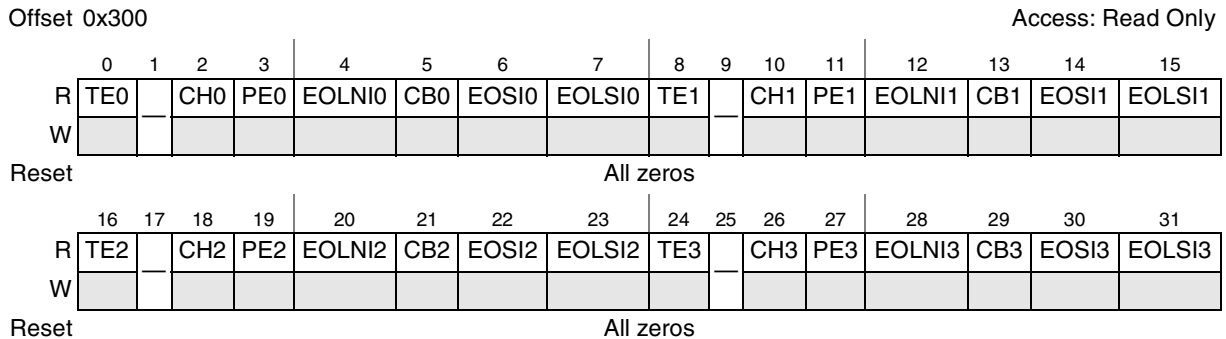 Offset 0x300 Access: Read Only
0 1 2 3 4 5 6 7 8 9 10 11 12 13 14 15
R TE0 — CH0 PE0 EOLNI0 CB0 EOSI0 EOLSI0 TE1 — CH1 PE1 EOLNI1 CB1 EOSI1 EOLSI1
W
Reset All zeros
16 17 18 19 20 21 22 23 24 25 26 27 28 29 30 31
R TE2 — CH2 PE2 EOLNI2 CB2 EOSI2 EOLSI2 TE3 — CH3 PE3 EOLNI3 CB3 EOSI3 EOLSI3
W
Reset All zeros